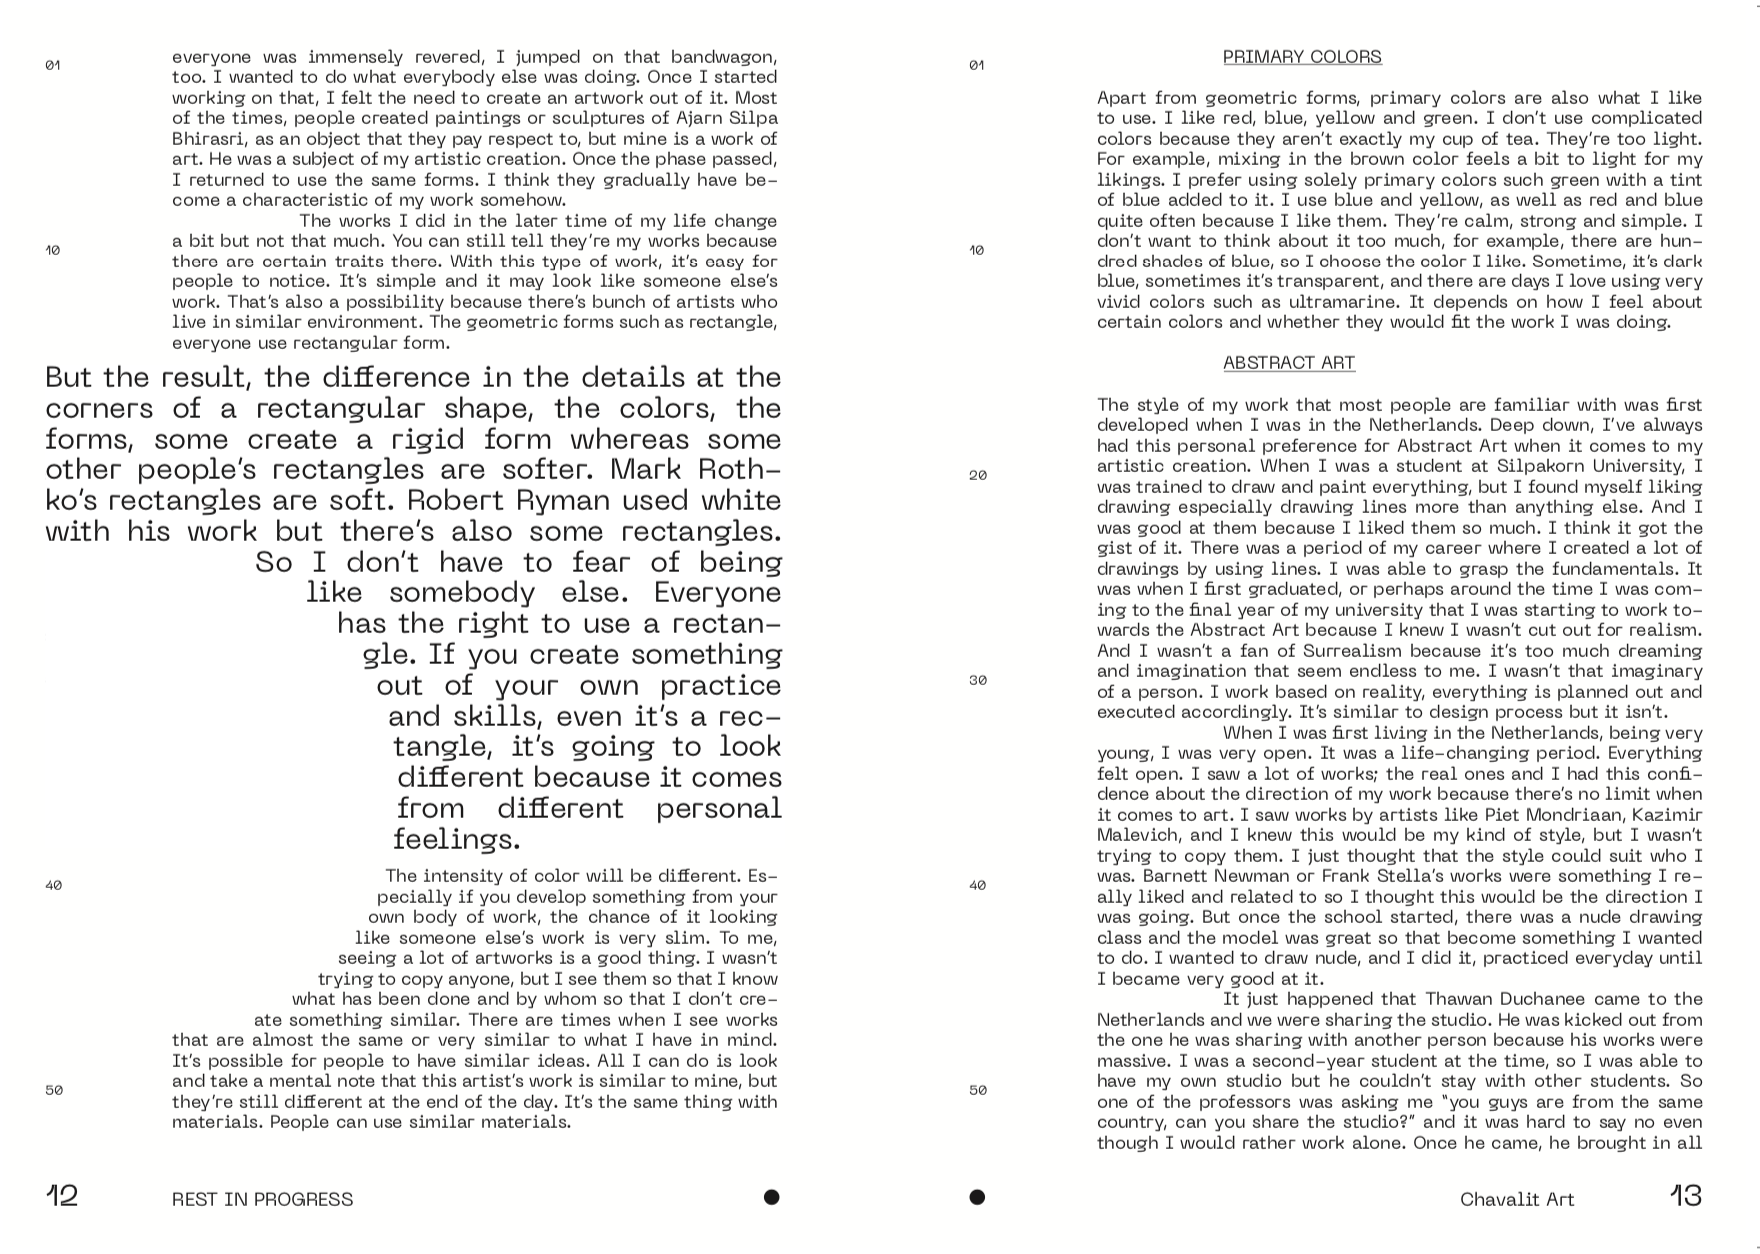 01
everyone was immensely revered, I jumped on that bandwagon,
too. I wanted to do what everybody else was doing. Once I started
working on that, I felt the need to create an artwork out of it. Most
of the times, people created paintings or sculptures of Ajarn Silpa
Bhirasri, as an object that they pay respect to, but mine is a work of
art. He was a subject of my artistic creation. Once the phase passed,
I returned to use the same forms. I think they gradually have be–
come a characteristic of my work somehow.
The works I did in the later time of my life change
10
a bit but not that much. You can still tell they're my works because
there are certain traits there. With this type of work, it's easy for
people to notice. It's simple and it may look like someone else's
work. That's also a possibility because there's bunch of artists who
live in similar environment. The geometric forms such as rectangle,
everyone use rectangular form.
But the result, the difference in the details at the
corners of a rectangular shape, the colors, the
forms, some create a rigid form whereas some
other people's rectangles are softer. Mark Roth–
ko's rectangles are soft. Robert Ryman used white
with his work but there's also some rectangles.
So I don't have to fear of being
like somebody else. Everyone
has the right to use a rectan–
gle. If you create something
out of your own practice
and skills, even it's a rec–
tangle, it's going to look
different because it comes
from different personal
feelings.
The intensity of color will be different. Es–
40
pecially if you develop something from your
own body of work, the chance of it looking
like someone else's work is very slim. To me,
seeing a lot of artworks is a good thing. I wasn't
trying to copy anyone, but I see them so that I know
what has been done and by whom so that I don't cre–
ate something similar. There are times when I see works
that are almost the same or very similar to what I have in mind.
It's possible for people to have similar ideas. All I can do is look
and take a mental note that this artist's work is similar to mine, but
50
they're still different at the end of the day. It's the same thing with
materials. People can use similar materials.
12
REST IN PROGRESS
01
PRIMARY COLORS
Apart from geometric forms, primary colors are also what I like
to use. I like red, blue, yellow and green. I don't use complicated
colors because they aren't exactly my cup of tea. They're too light.
For example, mixing in the brown color feels a bit to light for my
likings. I prefer using solely primary colors such green with a tint
of blue added to it. I use blue and yellow, as well as red and blue
quite often because I like them. They're calm, strong and simple. I
don't want to think about it too much, for example, there are hun–
10
dred shades of blue, so I choose the color I like. Sometime, it's dark
blue, sometimes it's transparent, and there are days I love using very
vivid colors such as ultramarine. It depends on how I feel about
certain colors and whether they would fit the work I was doing.
ABSTRACT ART
The style of my work that most people are familiar with was first
developed when I was in the Netherlands. Deep down, I've always
had this personal preference for Abstract Art when it comes to my
artistic creation. When I was a student at Silpakorn University, I
20
was trained to draw and paint everything, but I found myself liking
drawing especially drawing lines more than anything else. And I
was good at them because I liked them so much. I think it got the
gist of it. There was a period of my career where I created a lot of
drawings by using lines. I was able to grasp the fundamentals. It
was when I first graduated, or perhaps around the time I was com–
ing to the final year of my university that I was starting to work to–
wards the Abstract Art because I knew I wasn't cut out for realism.
And I wasn't a fan of Surrealism because it's too much dreaming
and imagination that seem endless to me. I wasn't that imaginary
30
of a person. I work based on reality, everything is planned out and
executed accordingly. It's similar to design process but it isn't.
When I was first living in the Netherlands, being very
young, I was very open. It was a life–changing period. Everything
felt open. I saw a lot of works; the real ones and I had this confi–
dence about the direction of my work because there's no limit when
it comes to art. I saw works by artists like Piet Mondriaan, Kazimir
Malevich, and I knew this would be my kind of style, but I wasn't
trying to copy them. I just thought that the style could suit who I
was. Barnett Newman or Frank Stella's works were something I re–
40
ally liked and related to so I thought this would be the direction I
was going. But once the school started, there was a nude drawing
class and the model was great so that become something I wanted
to do. I wanted to draw nude, and I did it, practiced everyday until
I became very good at it.
It just happened that Thawan Duchanee came to the
Netherlands and we were sharing the studio. He was kicked out from
the one he was sharing with another person because his works were
massive. I was a second–year student at the time, so I was able to
have my own studio but he couldn't stay with other students. So
50
one of the professors was asking me "you guys are from the same
country, can you share the studio?" and it was hard to say no even
though I would rather work alone. Once he came, he brought in all
Chavalit Art
13